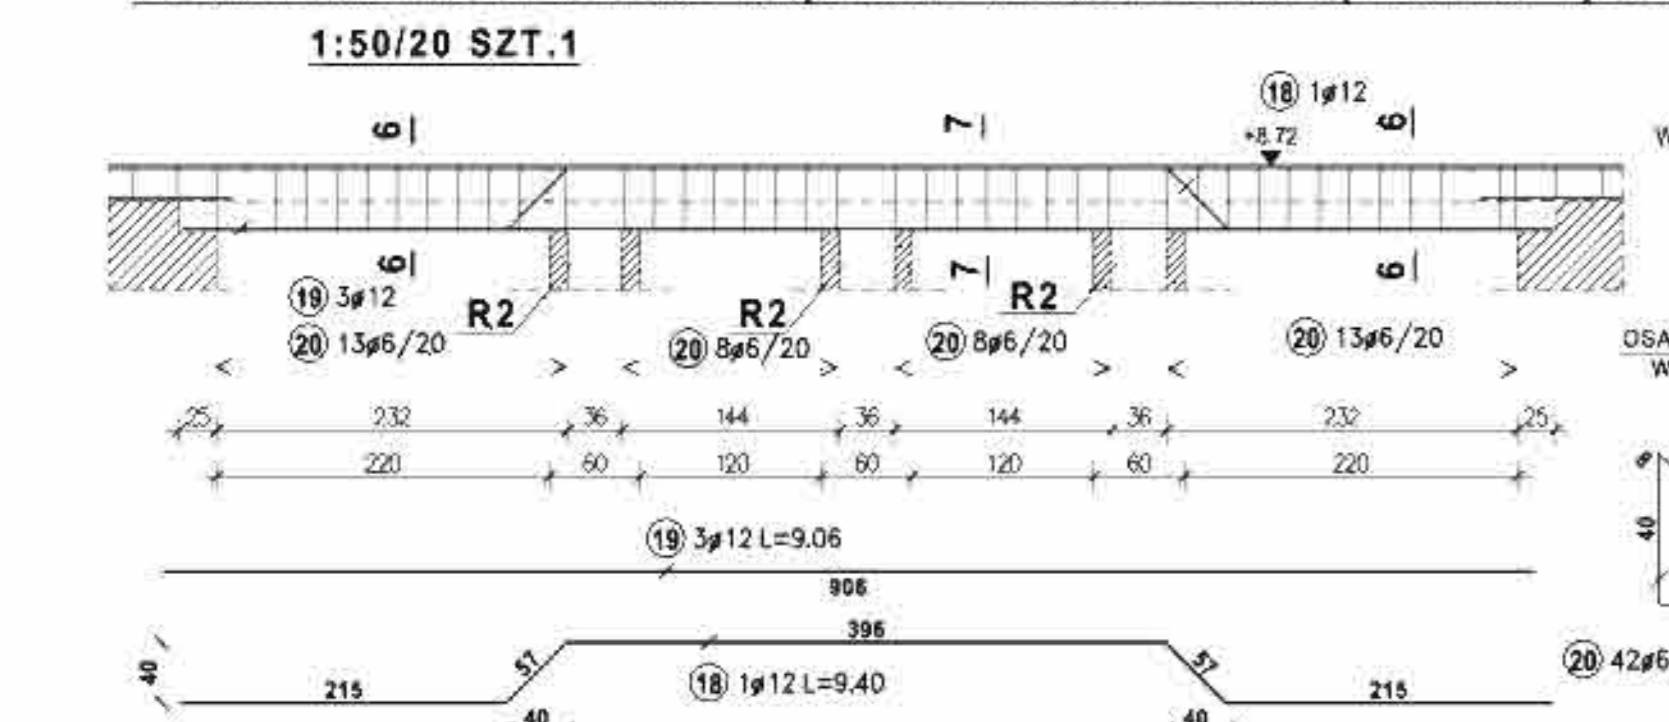 1:50/20 SZT.1
18 1ø12
6 7 6
+8.72
6 7 6
19 3ø12
R2 R2 R2
20 13ø6/20 20 8ø6/20 20 8ø6/20 20 13ø6/20
OSA
25 232 36 144 36 144 36 232 25
220 60 120 60 120 60 220
19 3ø12 L=9.06
906
40
396
40 57 57
20 42ø6
215 18 1ø12 L=9.40 215
40 40